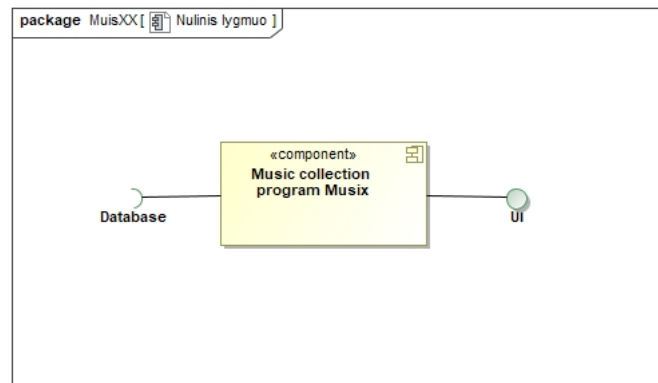 package MuisXX [ Nulinis lygmuo ]
«component»
Music collection
program Musix
Database
UI